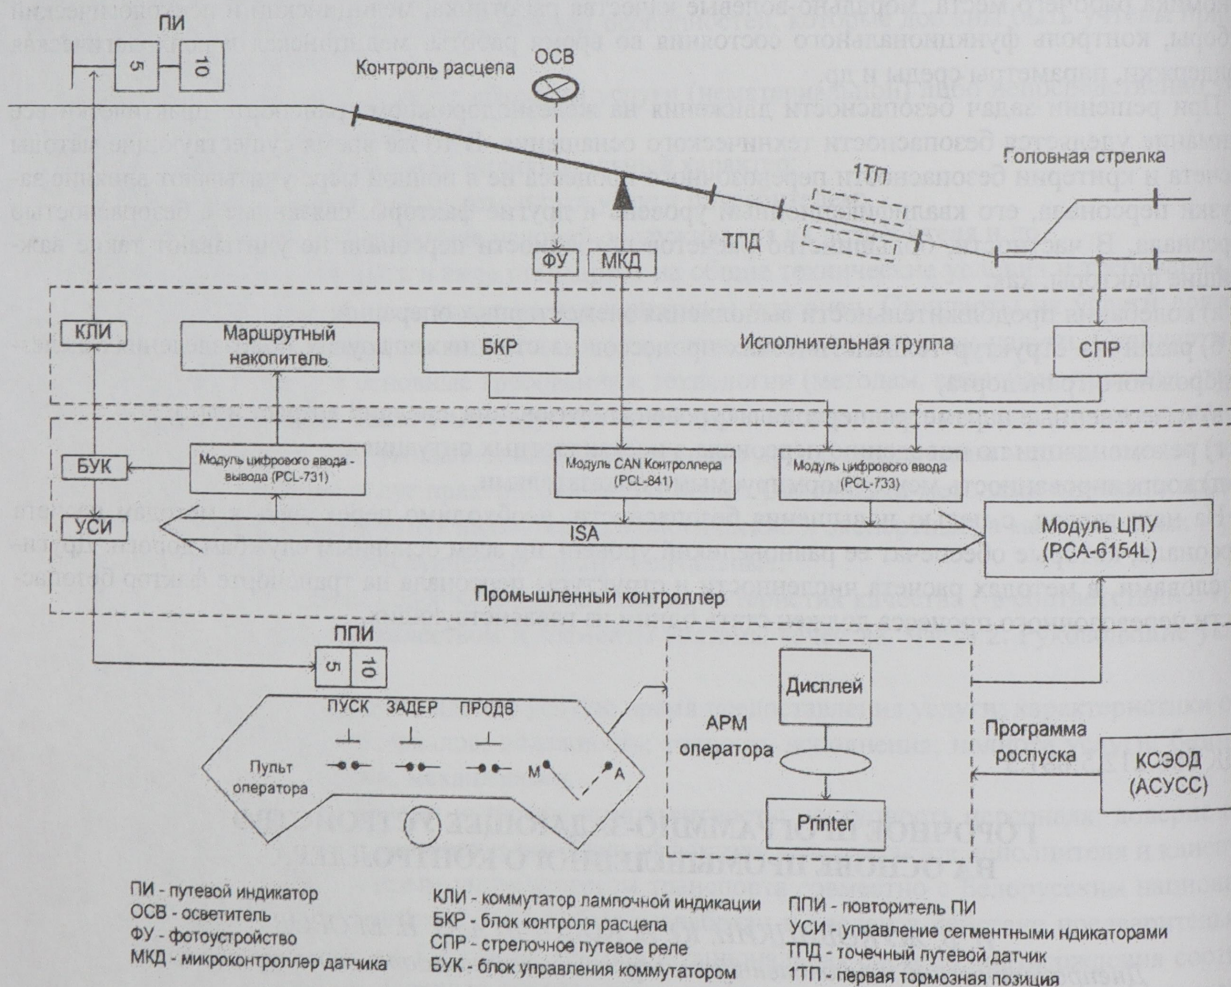 ПИ
5
10
Контроль расцепа
ОСВ
1ТП
Головная стрелка
ТПД
ФУ
МКД
КЛИ
Маршрутный
накопитель
БКР
Исполнительная группа
СПР
БУК
Модуль цифрового ввода -
вывода (PCL-731)
Модуль CAN Контроллера
(PCL-841)
Модуль цифрового ввода
(PCL-733)
УСИ
ISA
Модуль ЦПУ
(PCA-6154L)
Промышленный контроллер
ППИ
5
10
ПУСК
ЗАДЕР
ПРОДВ
Пульт
оператора
М
А
Дисплей
АРМ
оператора
Printer
Программа
роспуска
КСЭОД
(АСУСС)
ПИ - путевой индикатор
ОСВ - осветитель
ФУ - фотоустройство
МКД - микроконтроллер датчика
КЛИ - коммутатор лампочной индикации
БКР - блок контроля расцепа
СПР - стрелочное путевое реле
БУК - блок управления коммутатором
ППИ - повторитель ПИ
УСИ - управление сегментными ндикаторами
ТПД - точечный путевой датчик
1ТП - первая тормозная позиция